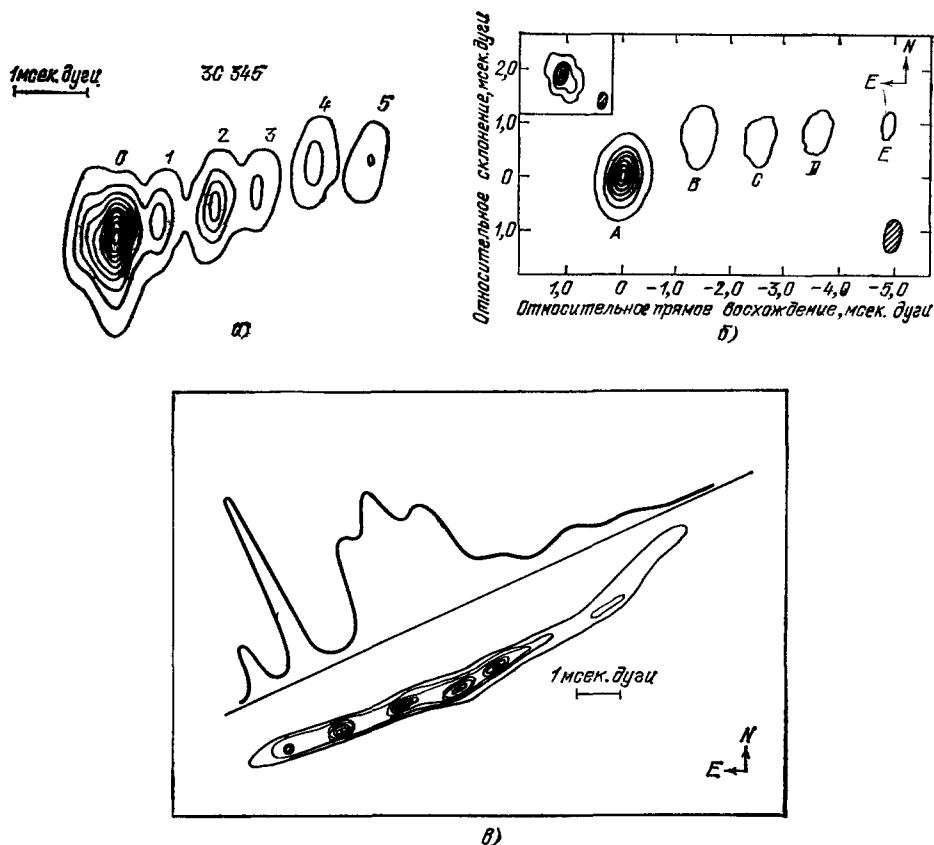 1мсек. дуги
3C 345
0 1 2 3 4 5
а)
Относительное склонение, мсек. дуги
2,0
1,0
0
1,0
N
E
A
B
C
D
E
1,0 0 -1,0 -2,0 -3,0 -4,0 -5,0
Относительное прямое восхождение, мсек. дуги
б)
1 мсек. дуги
N
E
в)